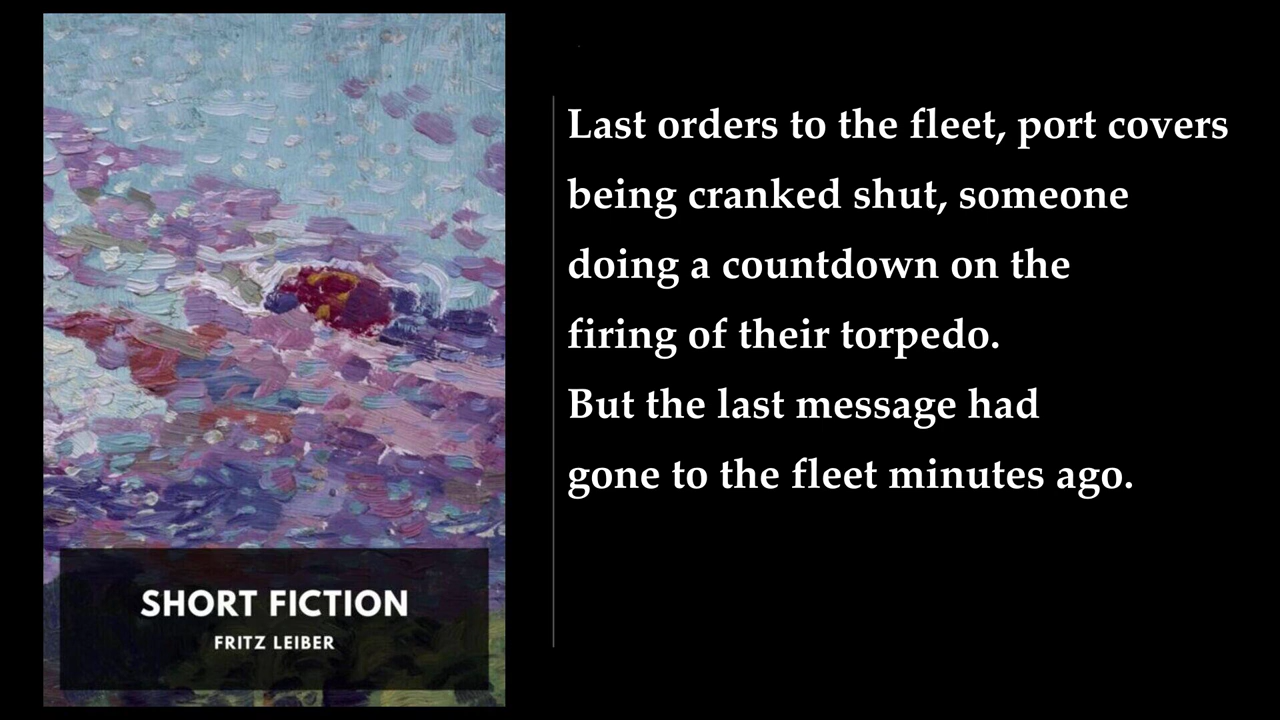 SHORT FICTION
FRITZ LEIBER
Last orders to the fleet, port covers
being cranked shut, someone
doing a countdown on the
firing of their torpedo.
But the last message had
gone to the fleet minutes ago.